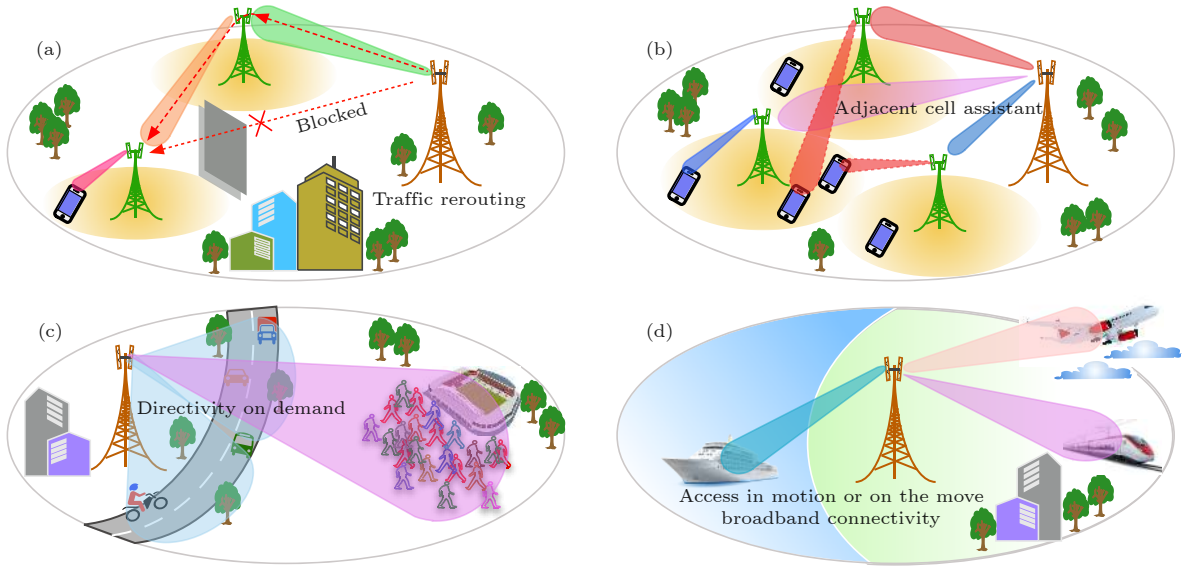 (a)
Blocked
Traffic rerouting
(b)
Adjacent cell assistant
(c)
Directivity on demand
(d)
Access in motion or on the move
broadband connectivity